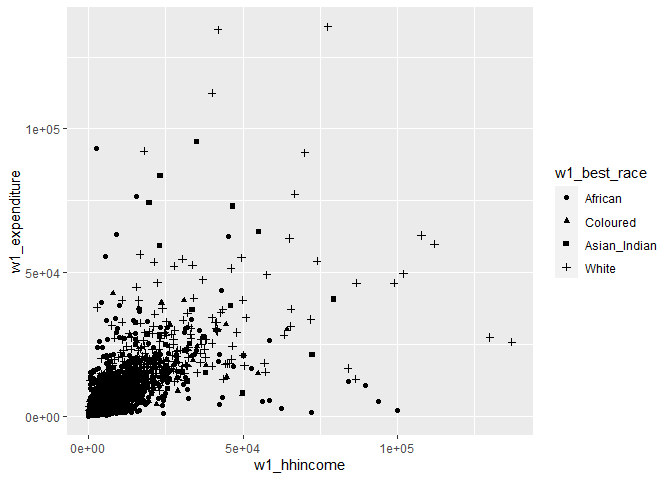 1e+05
5e+04
0e+00
w1_expenditure
0e+00 5e+04 1e+05
w1_hhincome
w1_best_race
African
Coloured
Asian_Indian
White